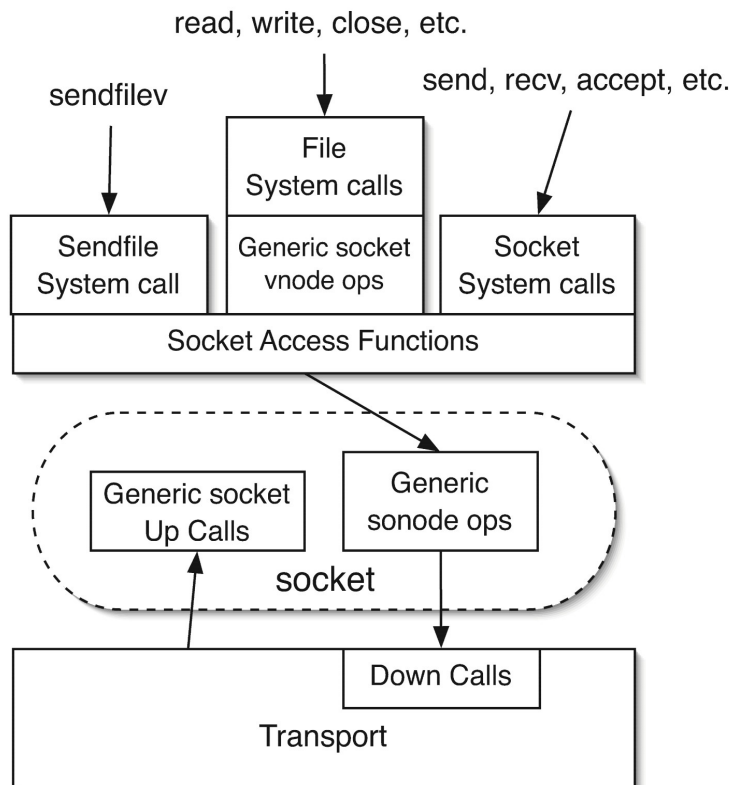 read, write, close, etc.
send, recv, accept, etc.
sendfilev
File
System calls
Sendfile
System call
Generic socket
vnode ops
Socket
System calls
Socket Access Functions
Generic socket
Up Calls
Generic
sonode ops
socket
Down Calls
Transport